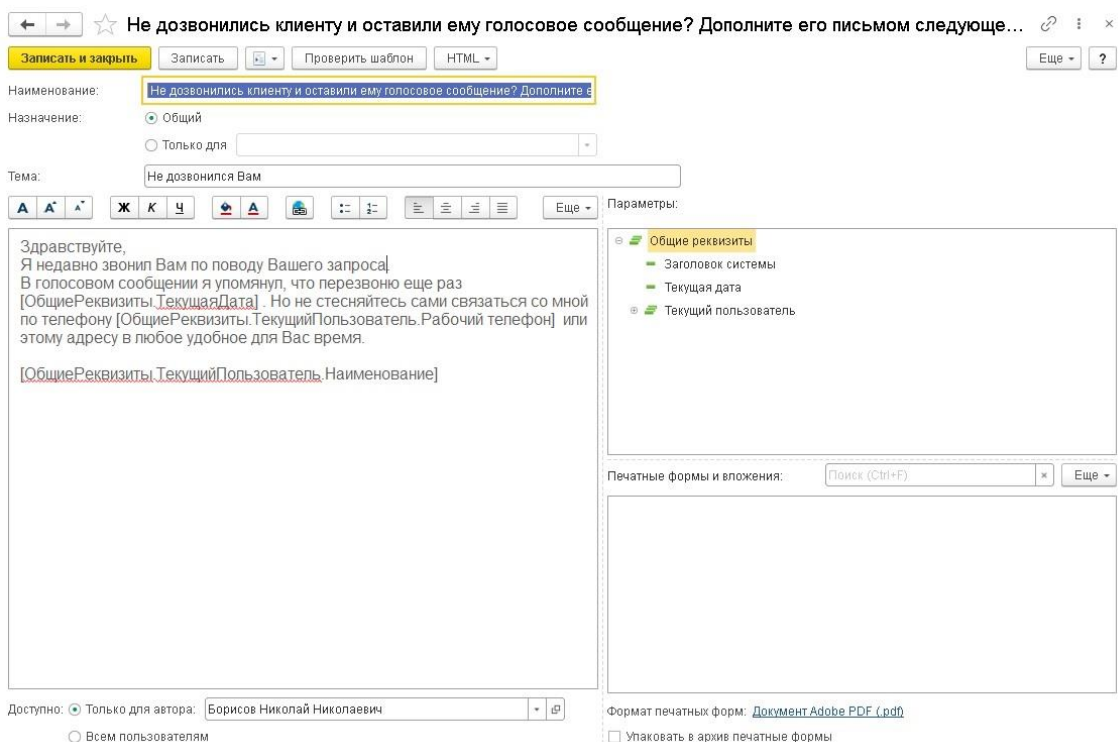 Не дозвонились клиенту и оставили ему голосовое сообщение? Дополните его письмом следующе...
Записать и закрыть Записать Проверить шаблон HTML Еще ?
Наименование: Не дозвонились клиенту и оставили ему голосовое сообщение? Дополните е
Назначение: Общий
Только для
Тема: Не дозвонился Вам
А А А Ж К Ч А Еще Параметры:
Здравствуйте,
Я недавно звонил Вам по поводу Вашего запроса.
В голосовом сообщении я упомянул, что перезвоню еще раз
[ОбщиеРеквизиты.ТекущаяДата] . Но не стесняйтесь сами связаться со мной
по телефону [ОбщиеРеквизиты.ТекущийПользователь.Рабочий телефон] или
этому адресу в любое удобное для Вас время.
[ОбщиеРеквизиты.ТекущийПользователь.Наименование]
Общие реквизиты
Заголовок системы
Текущая дата
Текущий пользователь
Печатные формы и вложения: Поиск (Ctrl+F) × Еще
Доступно: Только для автора: Борисов Николай Николаевич
Всем пользователям
Формат печатных форм: Документ Adobe PDF (.pdf)
Упаковать в архив печатные формы